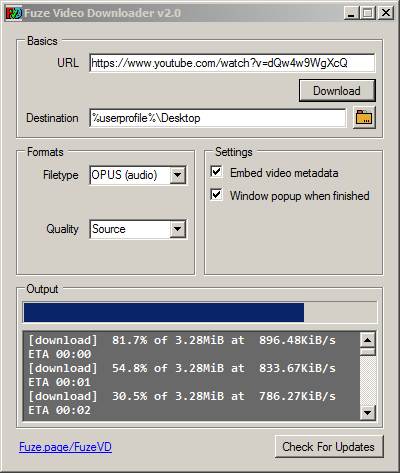 Fuze Video Downloader v2.0
Basics
URL https://www.youtube.com/watch?v=dQw4w9WgXcQ
Download
Destination %userprofile%\Desktop
Formats
Filetype OPUS (audio)
Quality Source
Settings
Embed video metadata
Window popup when finished
Output
[download]  81.7% of 3.28MiB at  896.48KiB/s
ETA 00:00
[download]  54.8% of 3.28MiB at  833.67KiB/s
ETA 00:01
[download]  30.5% of 3.28MiB at  786.27KiB/s
ETA 00:02
Fuze.page/FuzeVD
Check For Updates